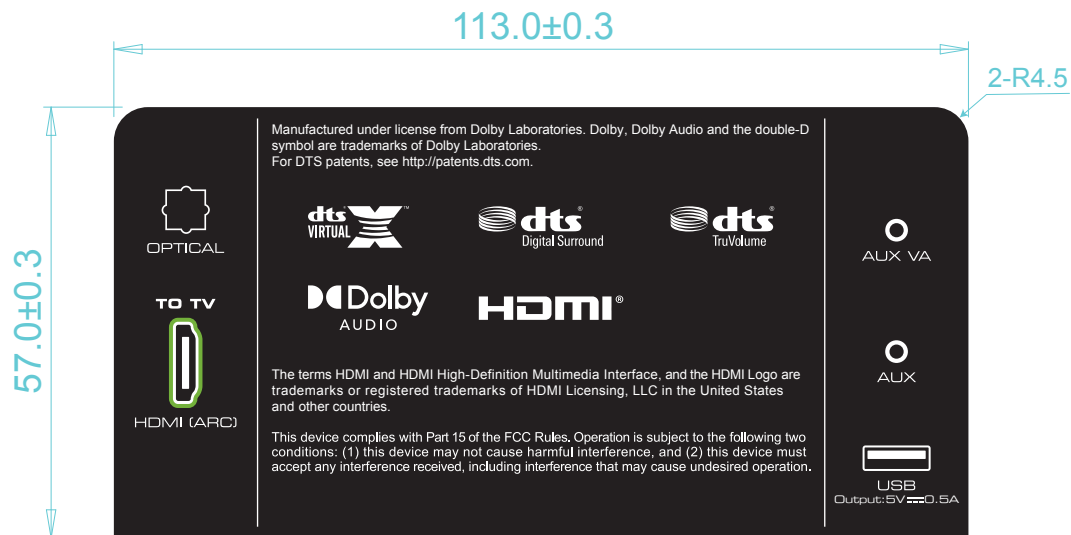 113.0±0.3
2-R4.5
57.0±0.3
Manufactured under license from Dolby Laboratories. Dolby, Dolby Audio and the double-D
symbol are trademarks of Dolby Laboratories.
For DTS patents, see http://patents.dts.com.
OPTICAL
TO TV
HDMI (ARC)
dts® X™
VIRTUAL
dts®
Digital Surround
dts®
TruVolume
Dolby
AUDIO
HDMI®
The terms HDMI and HDMI High-Definition Multimedia Interface, and the HDMI Logo are
trademarks or registered trademarks of HDMI Licensing, LLC in the United States
and other countries.
This device complies with Part 15 of the FCC Rules. Operation is subject to the following two
conditions: (1) this device may not cause harmful interference, and (2) this device must
accept any interference received, including interference that may cause undesired operation.
AUX VA
AUX
USB
Output:5V⎓0.5A